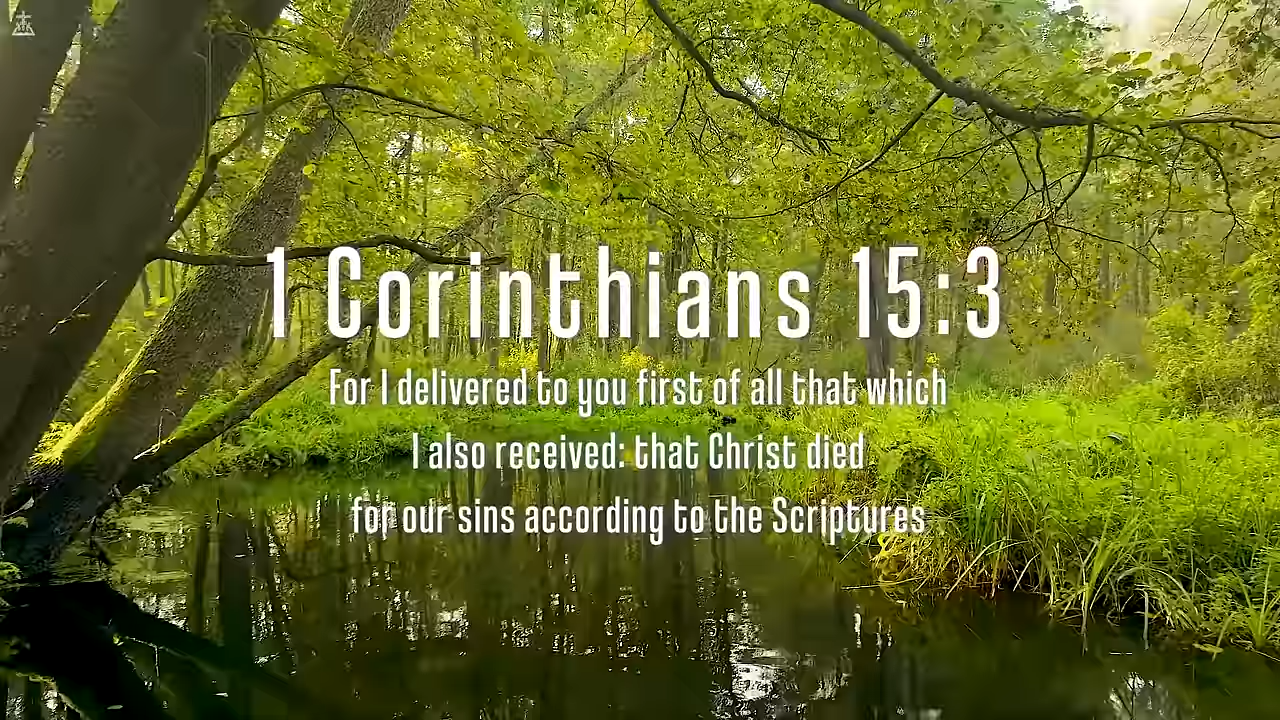 1 Corinthians 15:3
For I delivered to you first of all that which
I also received: that Christ died
for our sins according to the Scriptures